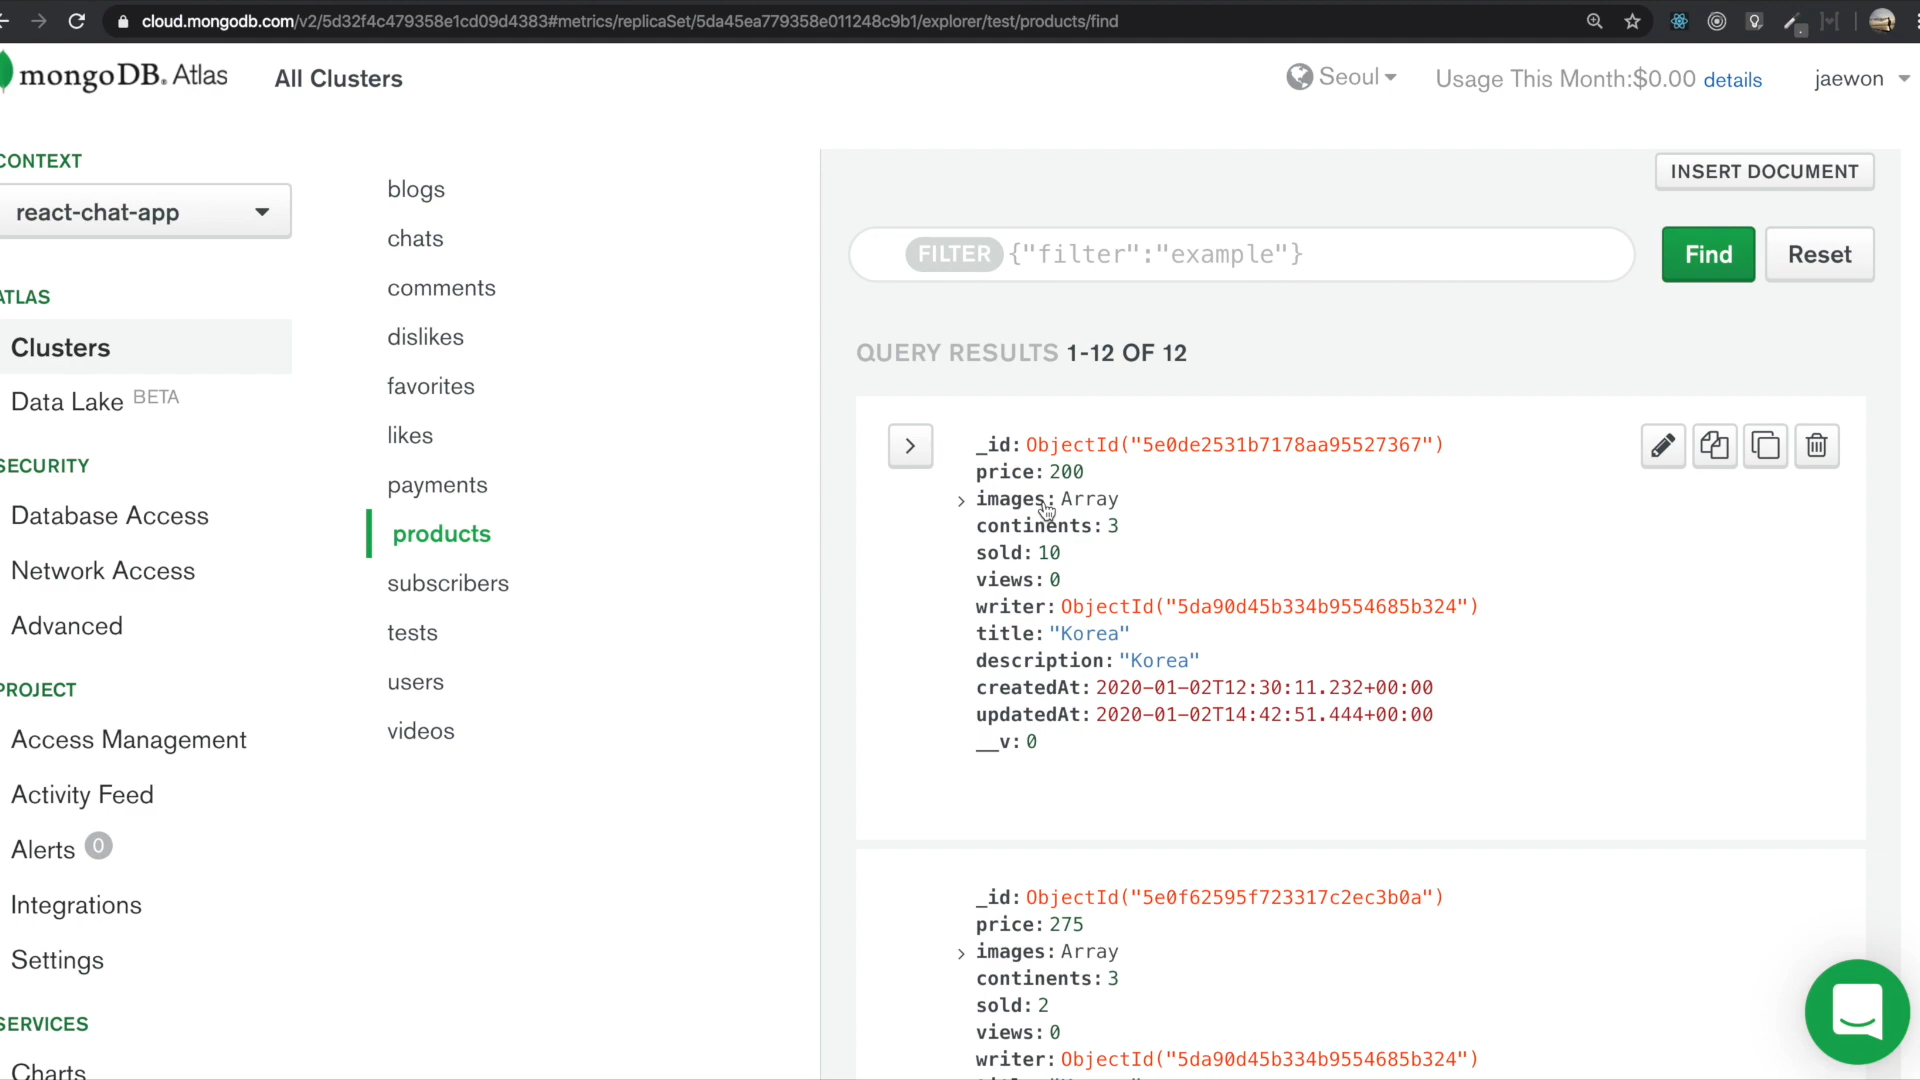 cloud.mongodb.com/v2/5d32f4c479358e1cd09d4383#metrics/replicaSet/5da45ea779358e011248c9b1/explorer/test/products/find
mongoDB. Atlas
All Clusters
Seoul
Usage This Month:$0.00 details
jaewon
CONTEXT
react-chat-app
ATLAS
Clusters
Data Lake BETA
SECURITY
Database Access
Network Access
Advanced
PROJECT
Access Management
Activity Feed
Alerts 0
Integrations
Settings
SERVICES
Charts
blogs
chats
comments
dislikes
favorites
likes
payments
products
subscribers
tests
users
videos
INSERT DOCUMENT
FILTER {"filter":"example"}
Find
Reset
QUERY RESULTS 1-12 OF 12
_id: ObjectId("5e0de2531b7178aa95527367")
price: 200
images: Array
continents: 3
sold: 10
views: 0
writer: ObjectId("5da90d45b334b9554685b324")
title: "Korea"
description: "Korea"
createdAt: 2020-01-02T12:30:11.232+00:00
updatedAt: 2020-01-02T14:42:51.444+00:00
__v: 0
_id: ObjectId("5e0f62595f723317c2ec3b0a")
price: 275
images: Array
continents: 3
sold: 2
views: 0
writer: ObjectId("5da90d45b334b9554685b324")